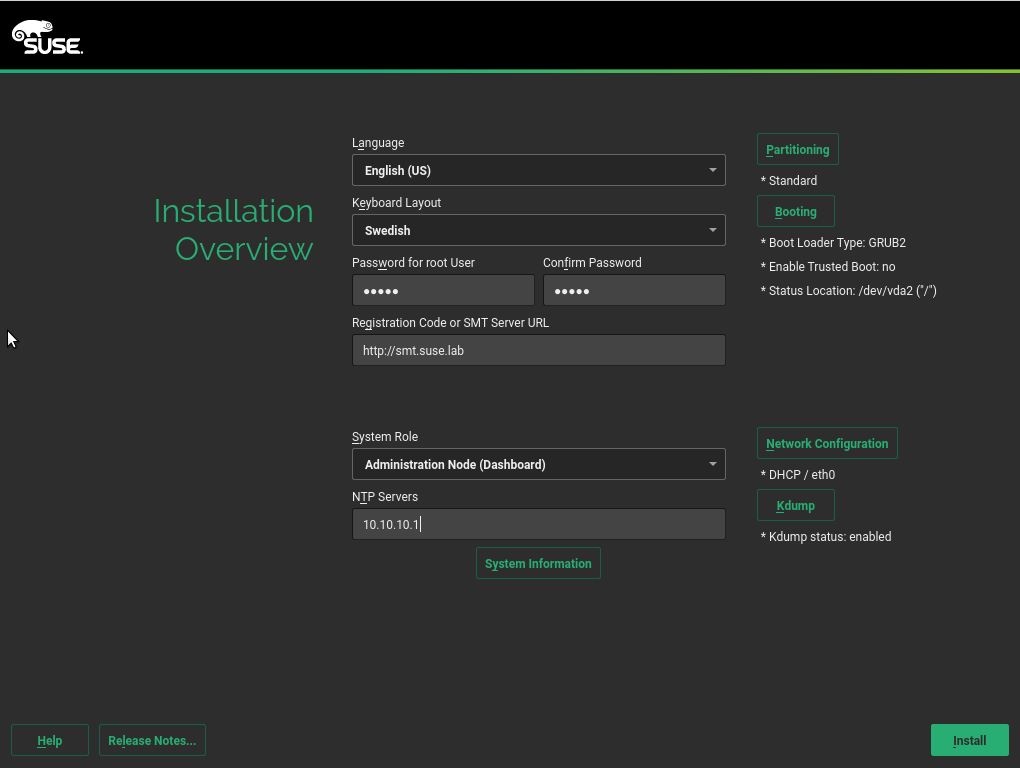 SUSE.
Installation
Overview
Language
English (US)
Keyboard Layout
Swedish
Password for root User
Confirm Password
●●●●●
●●●●●
Registration Code or SMT Server URL
http://smt.suse.lab
System Role
Administration Node (Dashboard)
NTP Servers
10.10.10.1
System Information
Partitioning
* Standard
Booting
* Boot Loader Type: GRUB2
* Enable Trusted Boot: no
* Status Location: /dev/vda2 ("/")
Network Configuration
* DHCP / eth0
Kdump
* Kdump status: enabled
Help
Release Notes...
Install